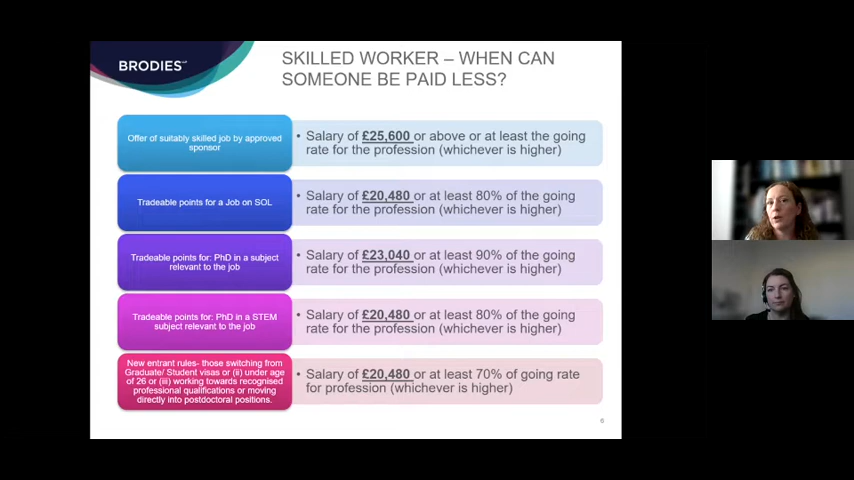 BRODIES LLP
SKILLED WORKER – WHEN CAN
SOMEONE BE PAID LESS?
Offer of suitably skilled job by approved
sponsor
• Salary of £25,600 or above or at least the going
rate for the profession (whichever is higher)
Tradeable points for a Job on SOL
• Salary of £20,480 or at least 80% of the going
rate for the profession (whichever is higher)
Tradeable points for: PhD in a subject
relevant to the job
• Salary of £23,040 or at least 90% of the going
rate for the profession (whichever is higher)
Tradeable points for: PhD in a STEM
subject relevant to the job
• Salary of £20,480 or at least 80% of the going
rate for the profession (whichever is higher)
New entrant rules- those switching from
Graduate/ Student visas or (ii) under age
of 26 or (iii) working towards recognised
professional qualifications or moving
directly into postdoctoral positions.
• Salary of £20,480 or at least 70% of going rate
for profession (whichever is higher)
6